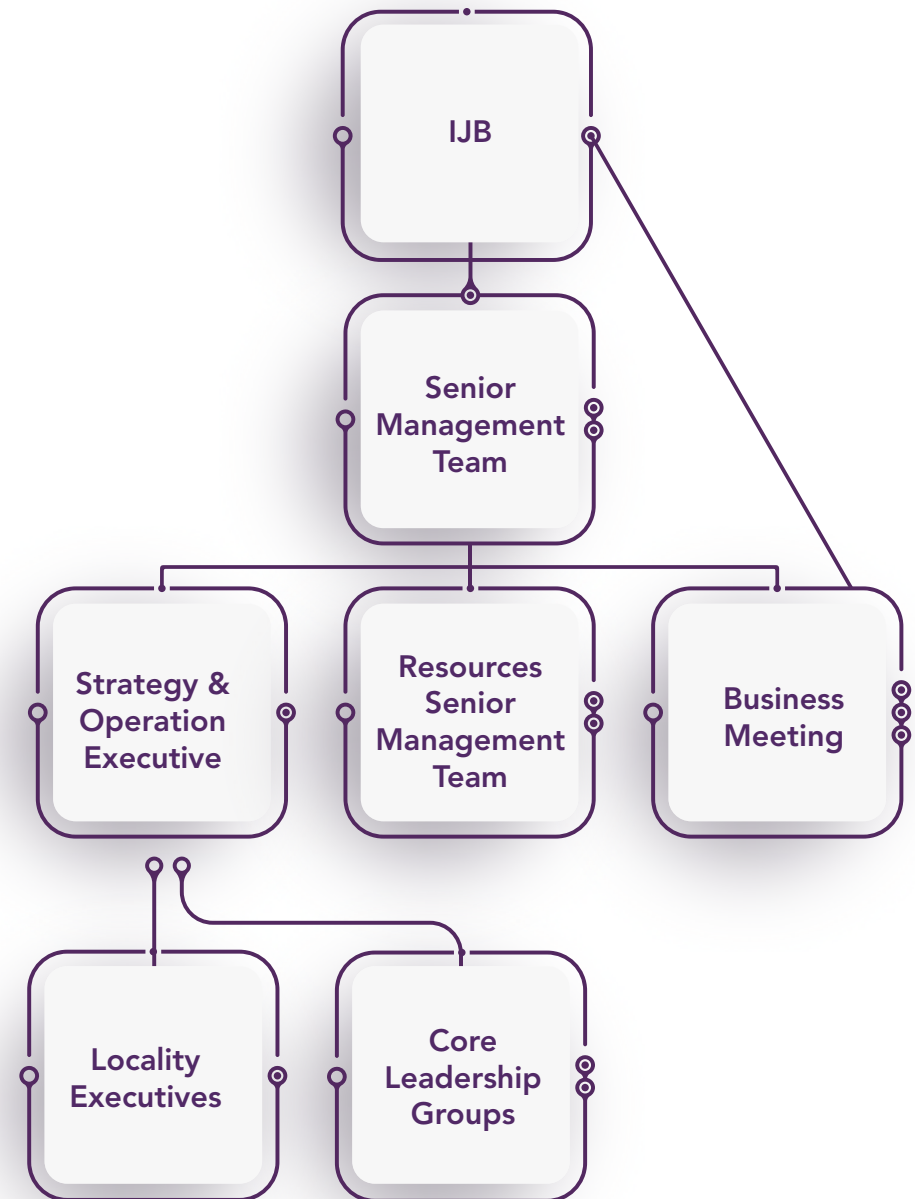 IJB
Senior
Management
Team
Strategy &
Operation
Executive
Resources
Senior
Management
Team
Business
Meeting
Locality
Executives
Core
Leadership
Groups